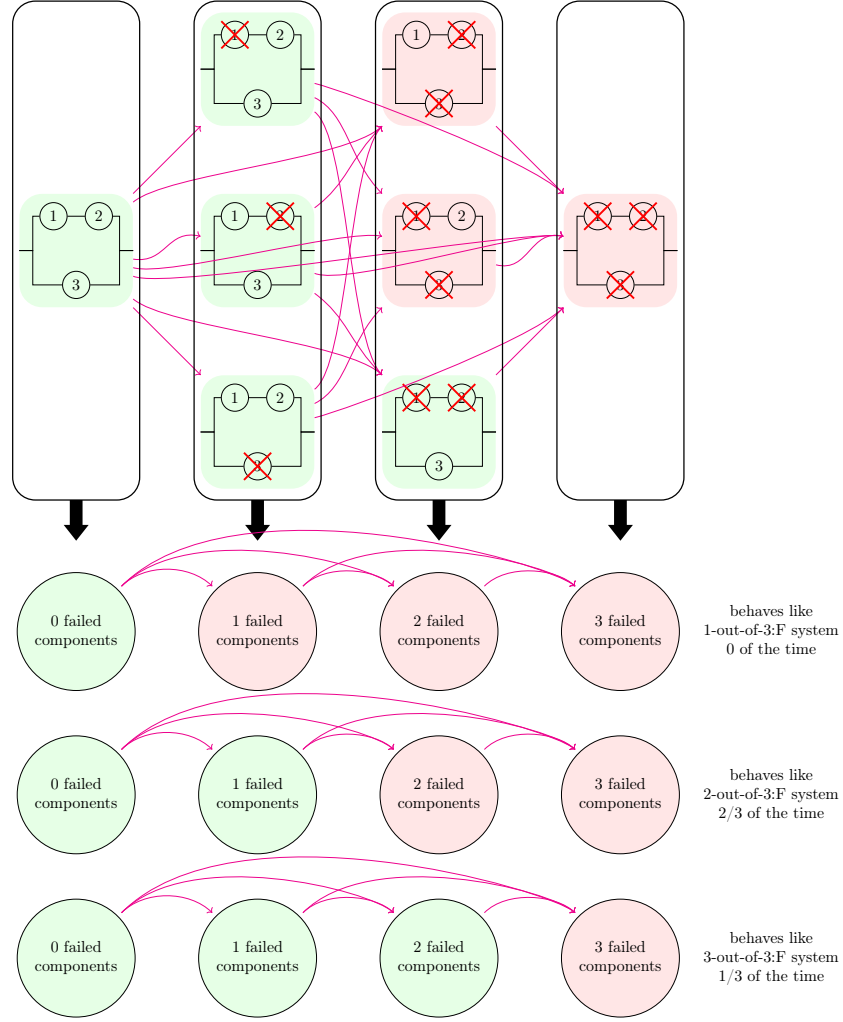 1 2
3
1 2
3
1 2
3
1 2
3
1 2
3
1 2
3
1 2
3
1 2
3
0 failed
components
1 failed
components
2 failed
components
3 failed
components
behaves like
1-out-of-3:F system
0 of the time
0 failed
components
1 failed
components
2 failed
components
3 failed
components
behaves like
2-out-of-3:F system
2/3 of the time
0 failed
components
1 failed
components
2 failed
components
3 failed
components
behaves like
3-out-of-3:F system
1/3 of the time